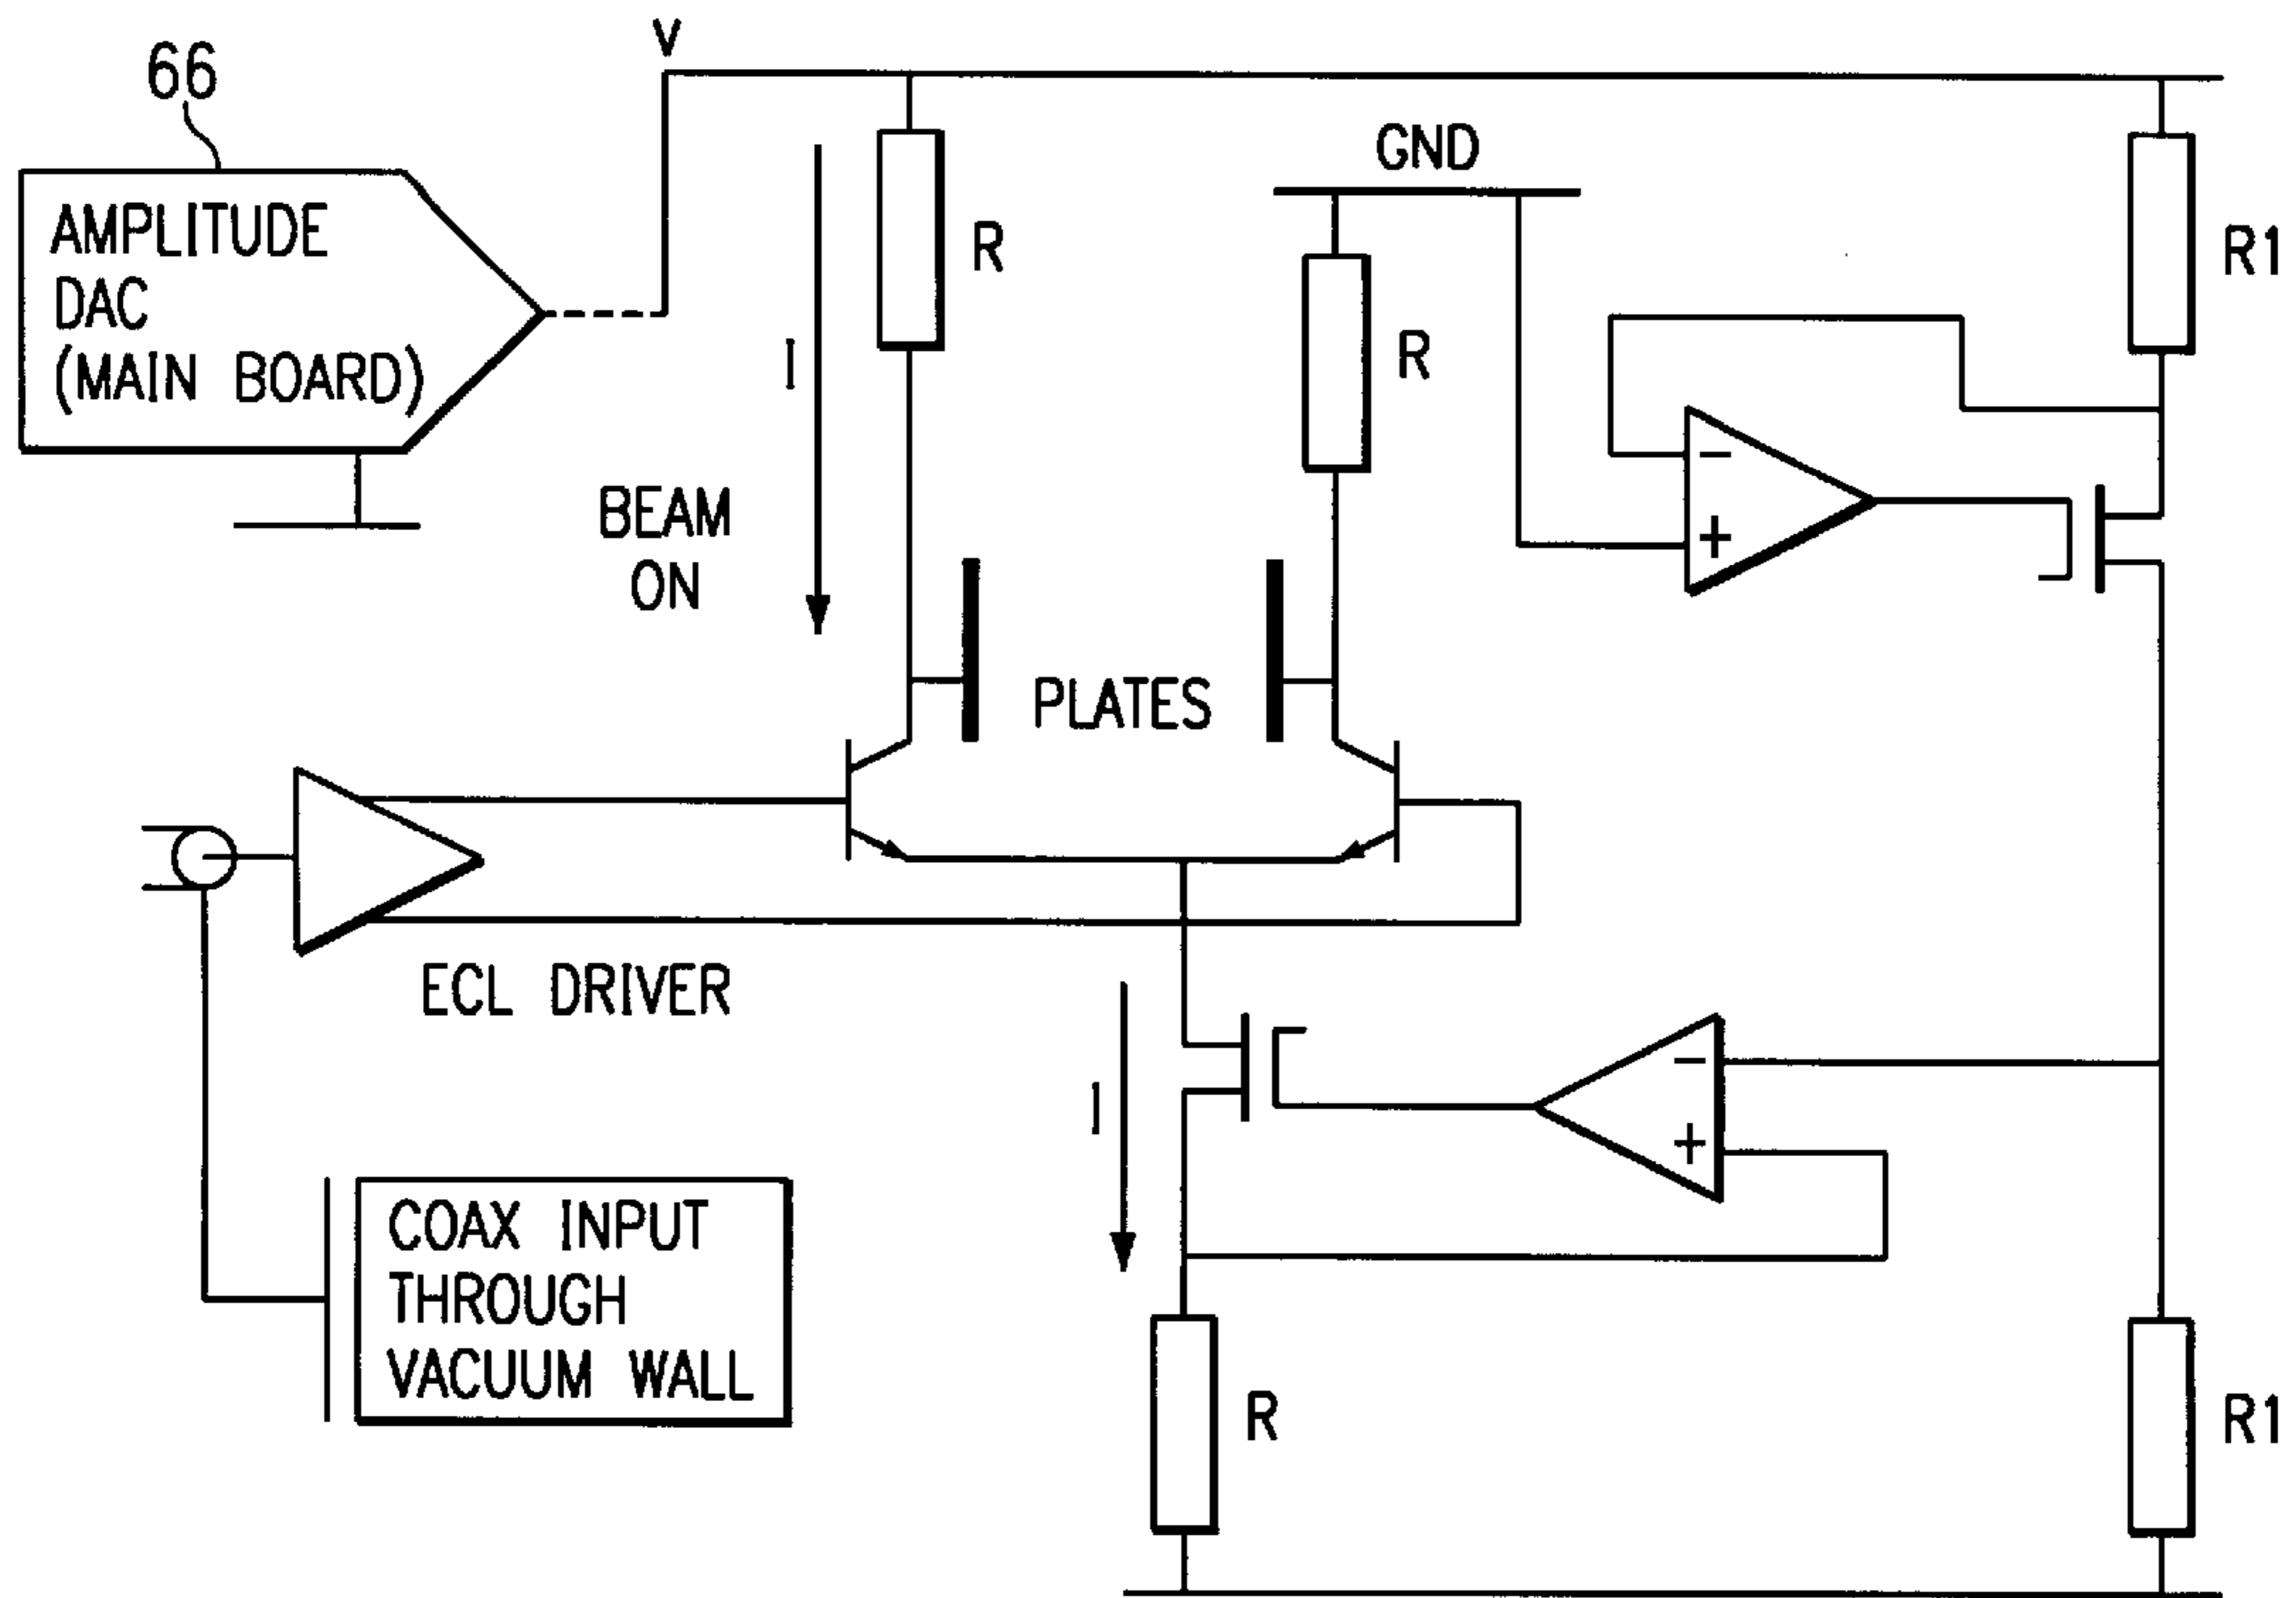 V
66
GND
AMPLITUDE
DAC
(MAIN BOARD)
R
R1
I
R
−
+
BEAM
ON
PLATES
ECL DRIVER
−
+
I
COAX INPUT
THROUGH
VACUUM WALL
R
R1